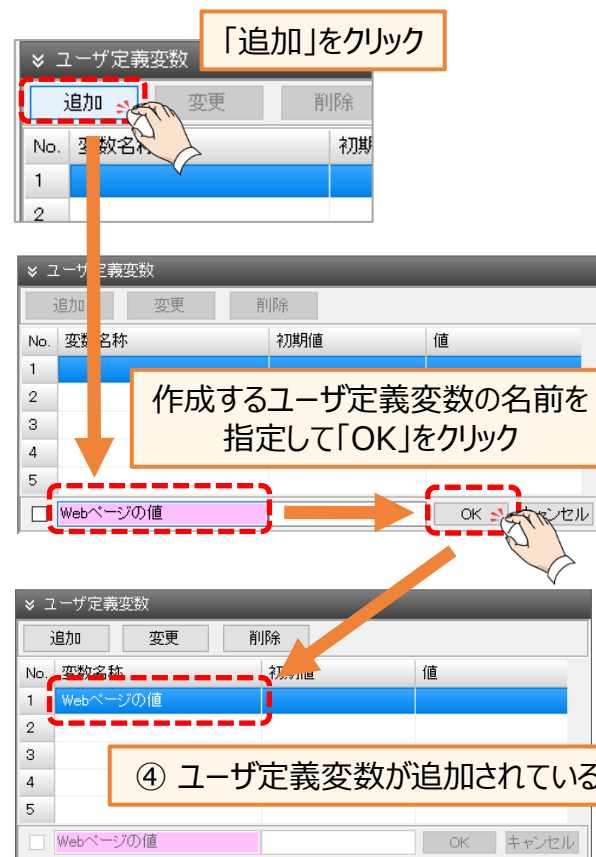 「追加」をクリック
ユーザ定義変数
追加 変更 削除
No. 変数名称 初期
1
2
ユーザ定義変数
追加 変更 削除
No. 変数名称 初期値 値
1
2
3
4
5
作成するユーザ定義変数の名前を
指定して「OK」をクリック
Webページの値 OK キャンセル
ユーザ定義変数
追加 変更 削除
No. 変数名称 初期値 値
1 Webページの値
2
3
4
5
④ ユーザ定義変数が追加されている
Webページの値 OK キャンセル